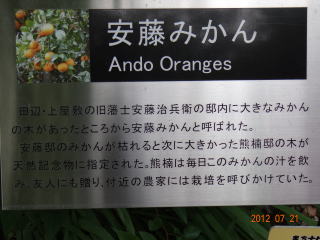 安藤みかん
Ando Oranges
田辺・上屋敷の旧藩士安藤治兵衛の邸内に大きなみかん
の木があったところから安藤みかんと呼ばれた。
安藤邸のみかんが枯れると次に大きかった熊楠邸の木が
天然記念物に指定された。熊楠は毎日このみかんの汁を飲
み、友人にも贈り、付近の農家には栽培を呼びかけていた。
2012 07 21